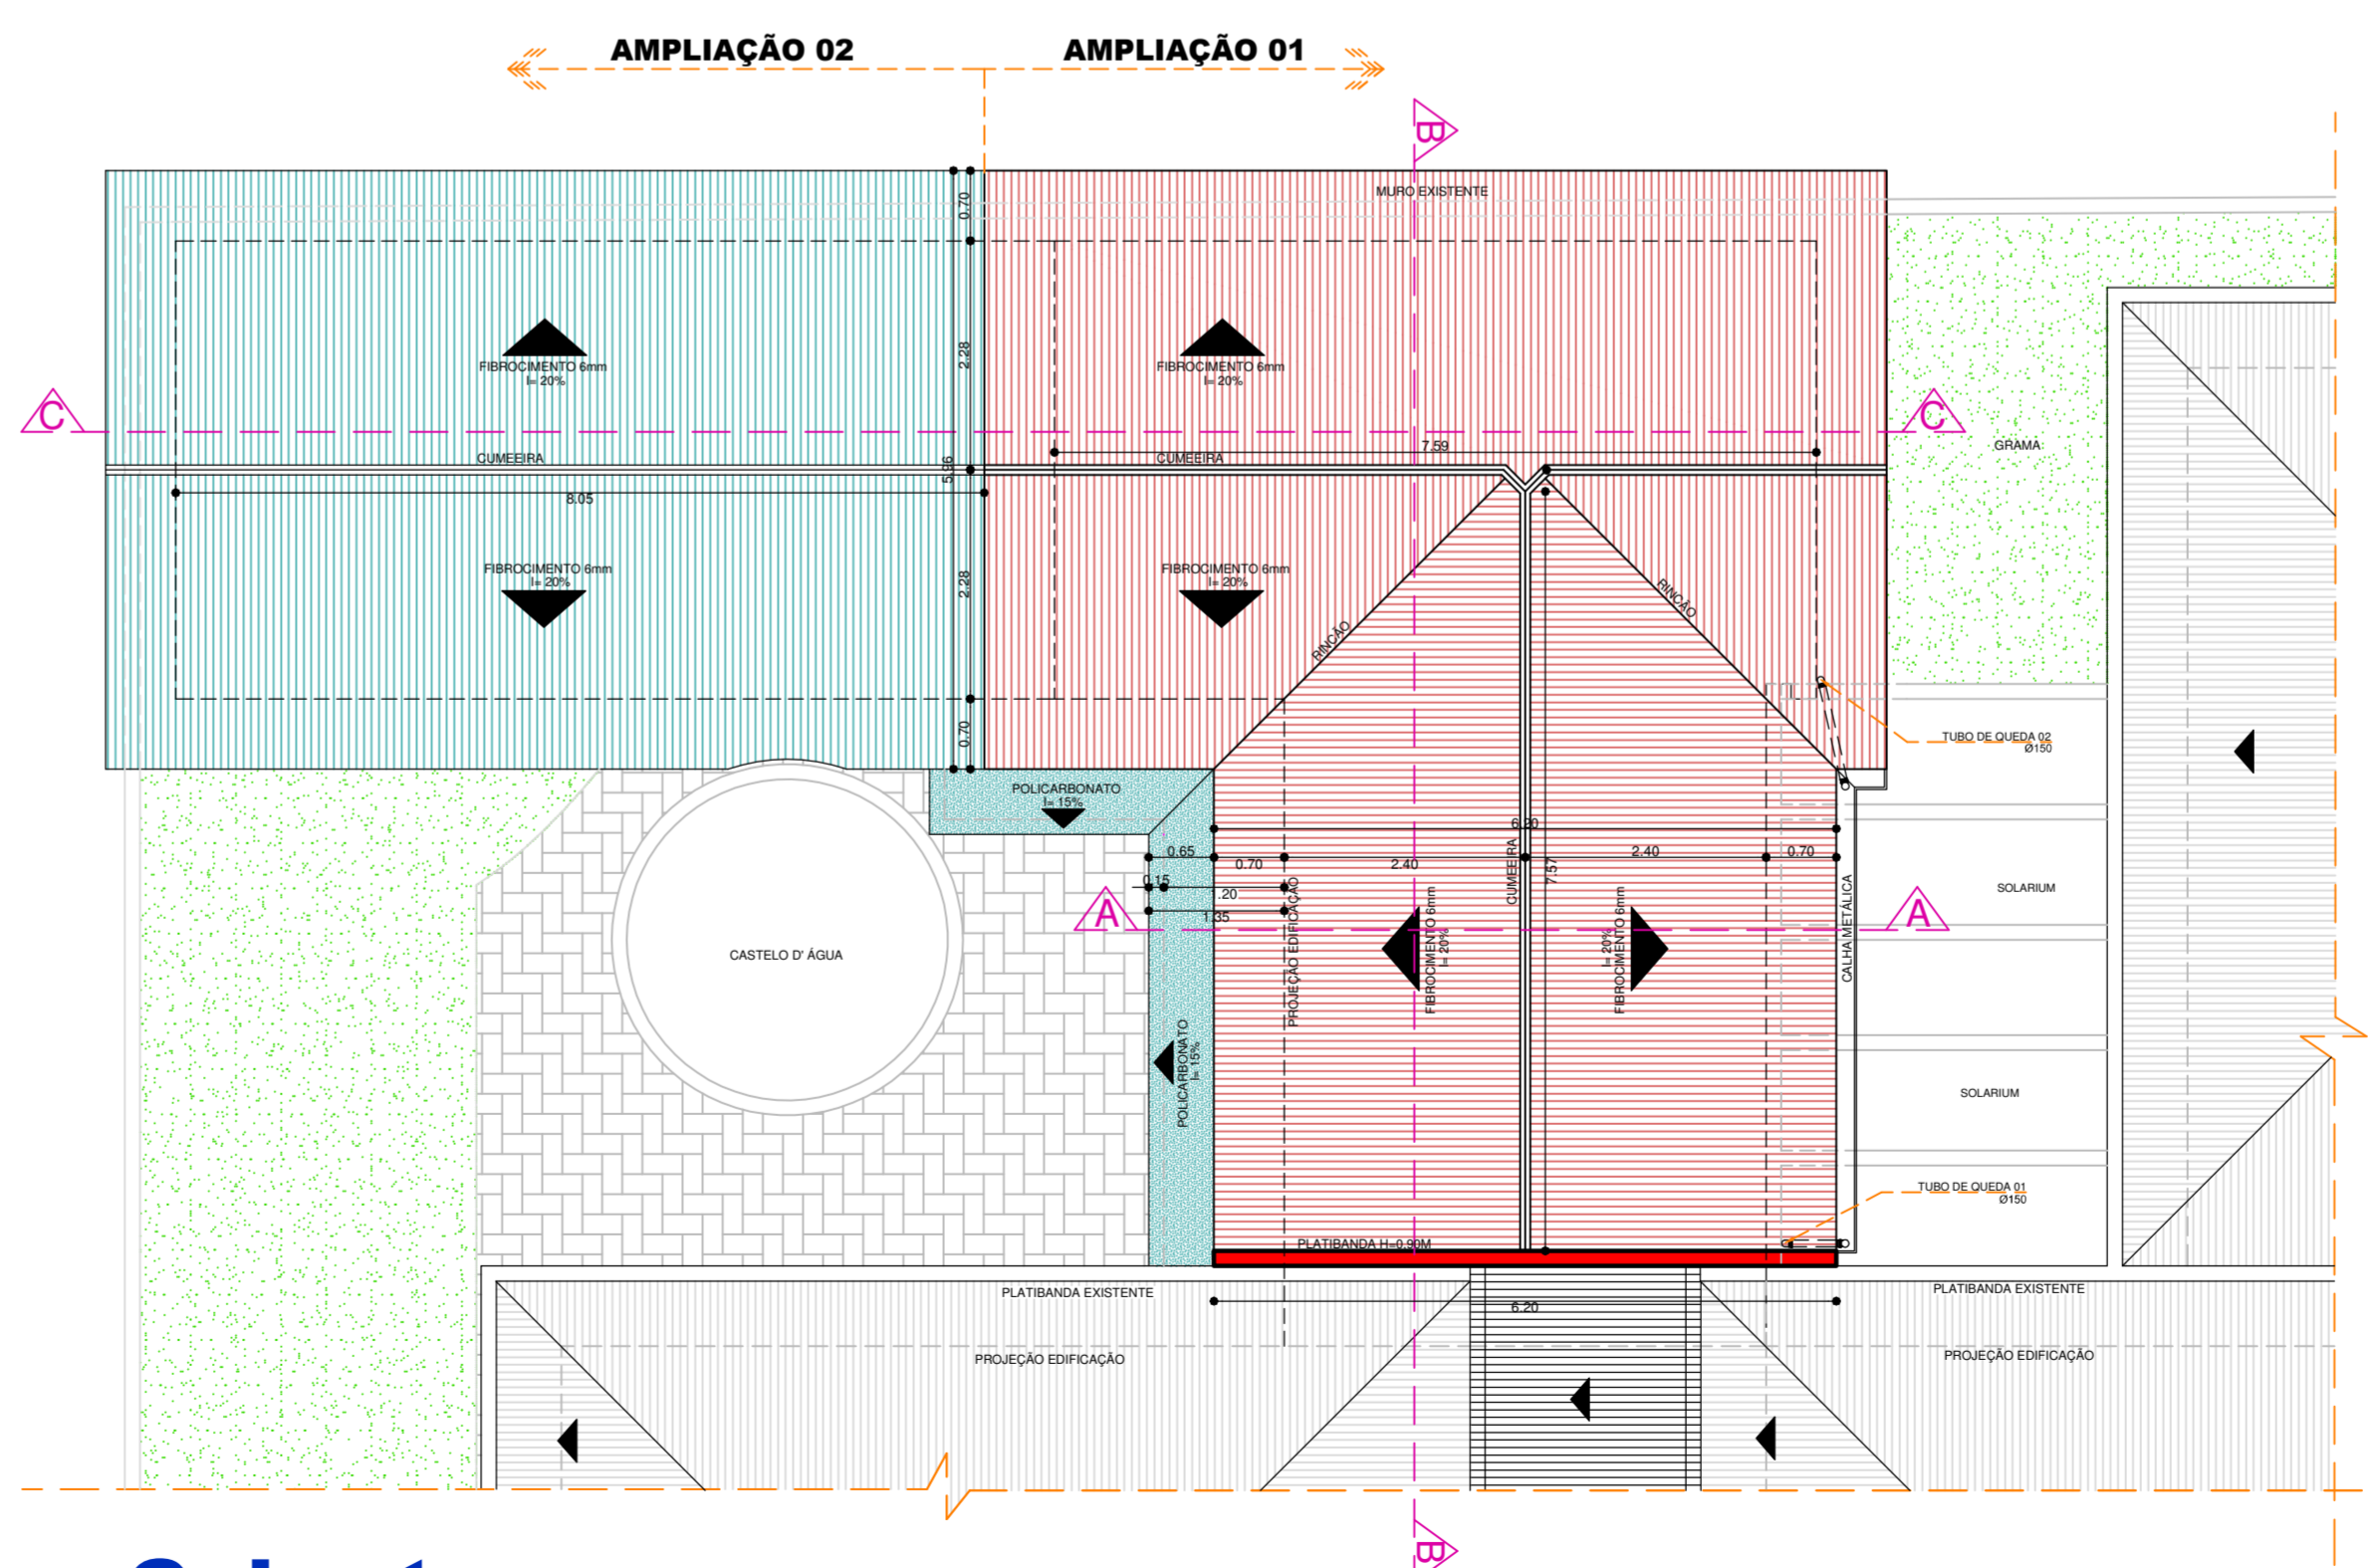 AMPLIAÇÃO 02
AMPLIAÇÃO 01
B
MURO EXISTENTE
0.70
FIBROCIMENTO 6mm
I= 20%
2.28
FIBROCIMENTO 6mm
I= 20%
C
C
CUMEEIRA
CUMEEIRA
7.59
GRAMA
5.96
8.05
FIBROCIMENTO 6mm
I= 20%
2.28
FIBROCIMENTO 6mm
I= 20%
RINCÃO
RINCÃO
0.70
TUBO DE QUEDA 02
Ø150
POLICARBONATO
I= 15%
6.20
0.65
0.70
2.40
CUMEEIRA
7.57
2.40
0.70
0.15
1.20
1.35
A
A
SOLARIUM
PROJEÇÃO EDIFICAÇÃO
FIBROCIMENTO 6mm
I= 20%
I= 20%
FIBROCIMENTO 6mm
CALHA METÁLICA
CASTELO D' ÁGUA
POLICARBONATO
I= 15%
SOLARIUM
TUBO DE QUEDA 01
Ø150
PLATIBANDA H=0.90M
PLATIBANDA EXISTENTE
6.20
PLATIBANDA EXISTENTE
PROJEÇÃO EDIFICAÇÃO
PROJEÇÃO EDIFICAÇÃO
B